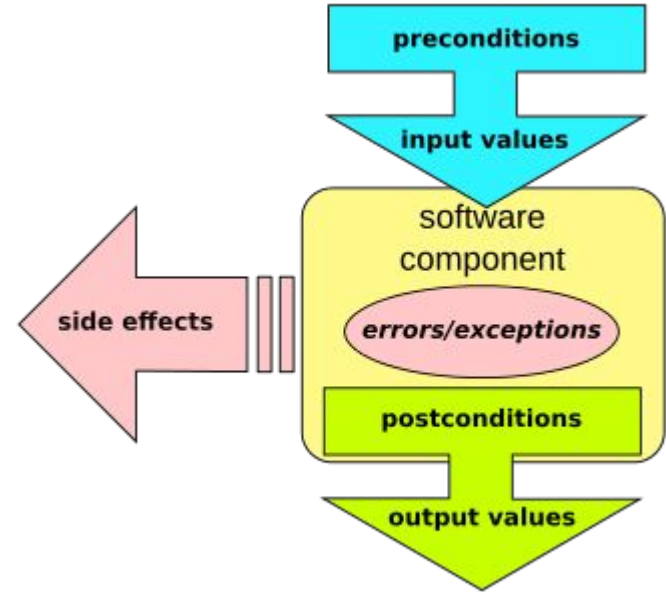 preconditions
input values
software
component
side effects
errors/exceptions
postconditions
output values